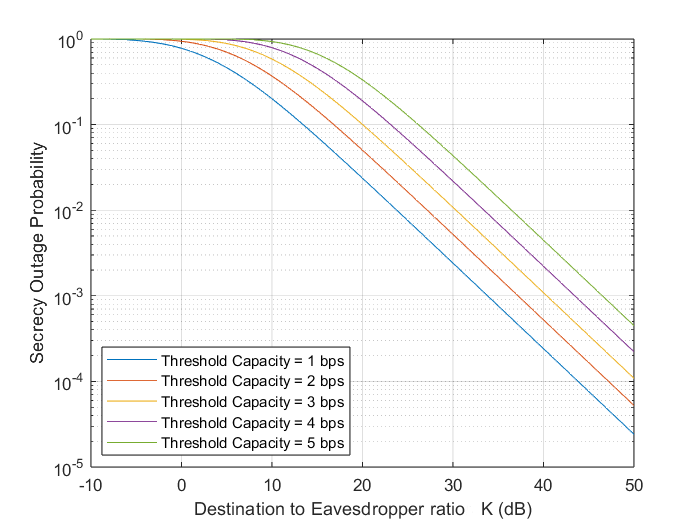 10^0
10^-1
10^-2
10^-3
10^-4
10^-5
Secrecy Outage Probability
Threshold Capacity = 1 bps
Threshold Capacity = 2 bps
Threshold Capacity = 3 bps
Threshold Capacity = 4 bps
Threshold Capacity = 5 bps
-10 0 10 20 30 40 50
Destination to Eavesdropper ratio K (dB)